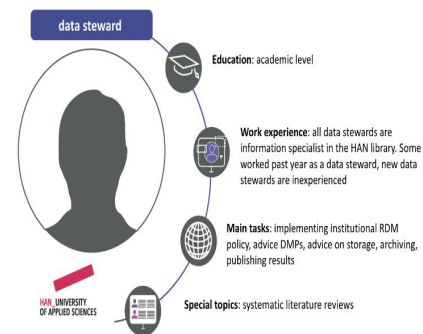 data steward
Education: academic level
Work experience: all data stewards are
information specialist in the HAN library. Some
worked past year as a data steward, new data
stewards are inexperienced
Main tasks: implementing institutional RDM
policy, advice DMPs, advice on storage, archiving,
publishing results
HAN_UNIVERSITY
OF APPLIED SCIENCES
Special topics: systematic literature reviews